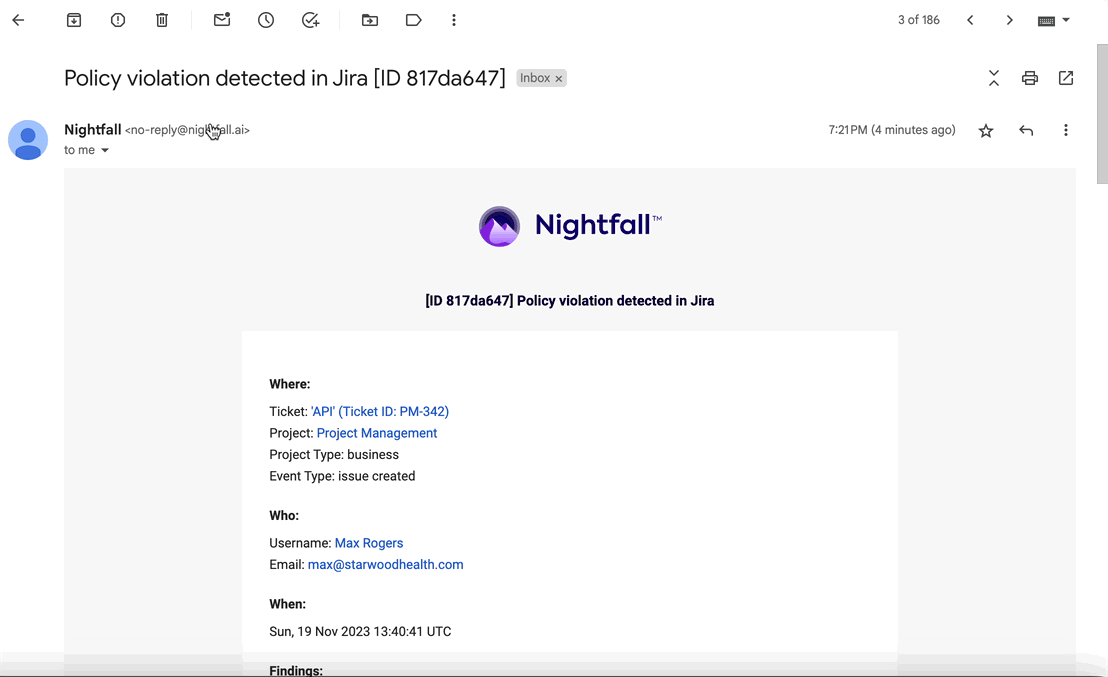 3 of 186
Policy violation detected in Jira [ID 817da647] Inbox ×
Nightfall <no-reply@nightfall.ai> 7:21 PM (4 minutes ago)
to me
Nightfall™
[ID 817da647] Policy violation detected in Jira
Where:
Ticket: 'API' (Ticket ID: PM-342)
Project: Project Management
Project Type: business
Event Type: issue created
Who:
Username: Max Rogers
Email: max@starwoodhealth.com
When:
Sun, 19 Nov 2023 13:40:41 UTC
Findings: